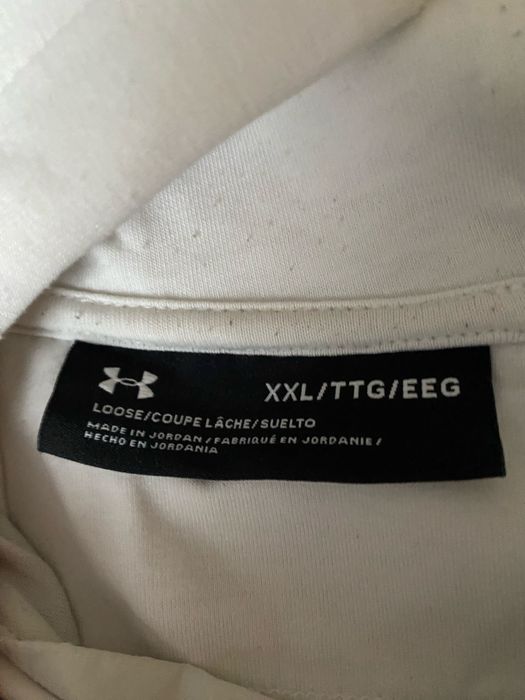 XXL/TTG/EEG
LOOSE/COUPE LÂCHE/SUELTO
MADE IN JORDAN/FABRIQUÉ EN JORDANIE/
HECHO EN JORDANIA